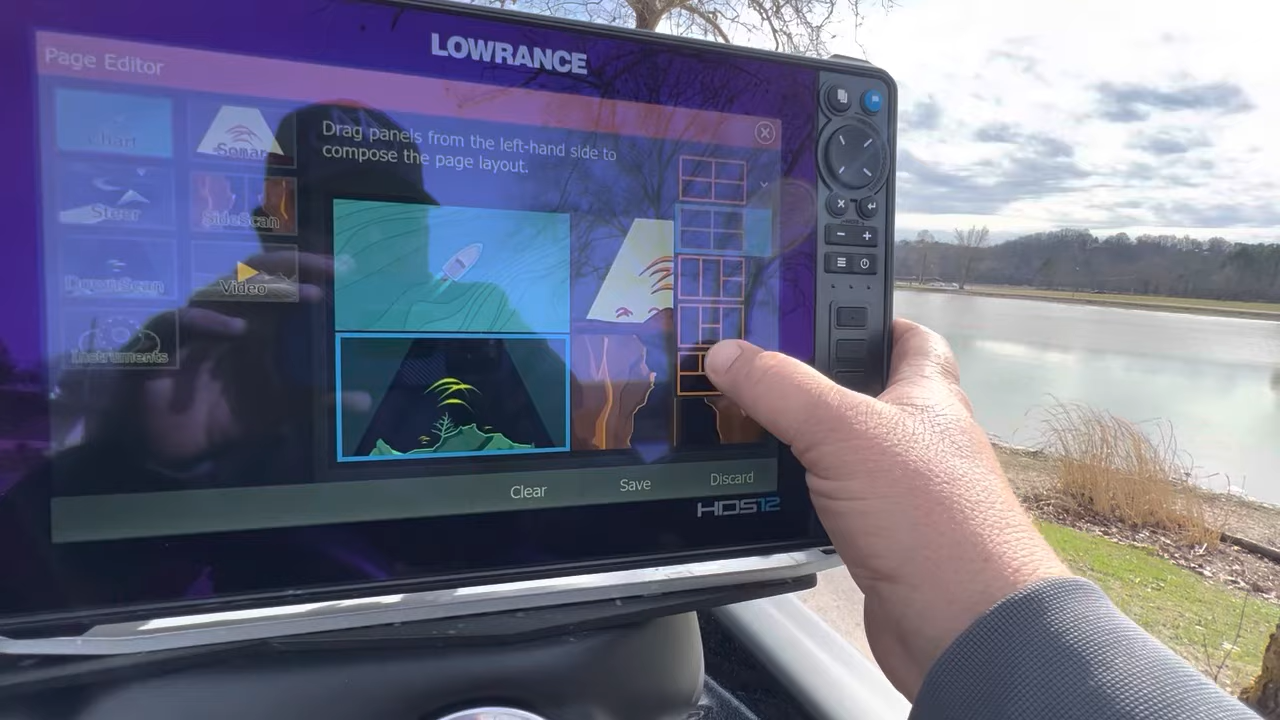 LOWRANCE
Page Editor
Chart
Sonar
Drag panels from the left-hand side to
compose the page layout.
Steer
SideScan
DownScan
Video
Instruments
Clear
Save
Discard
HDS12